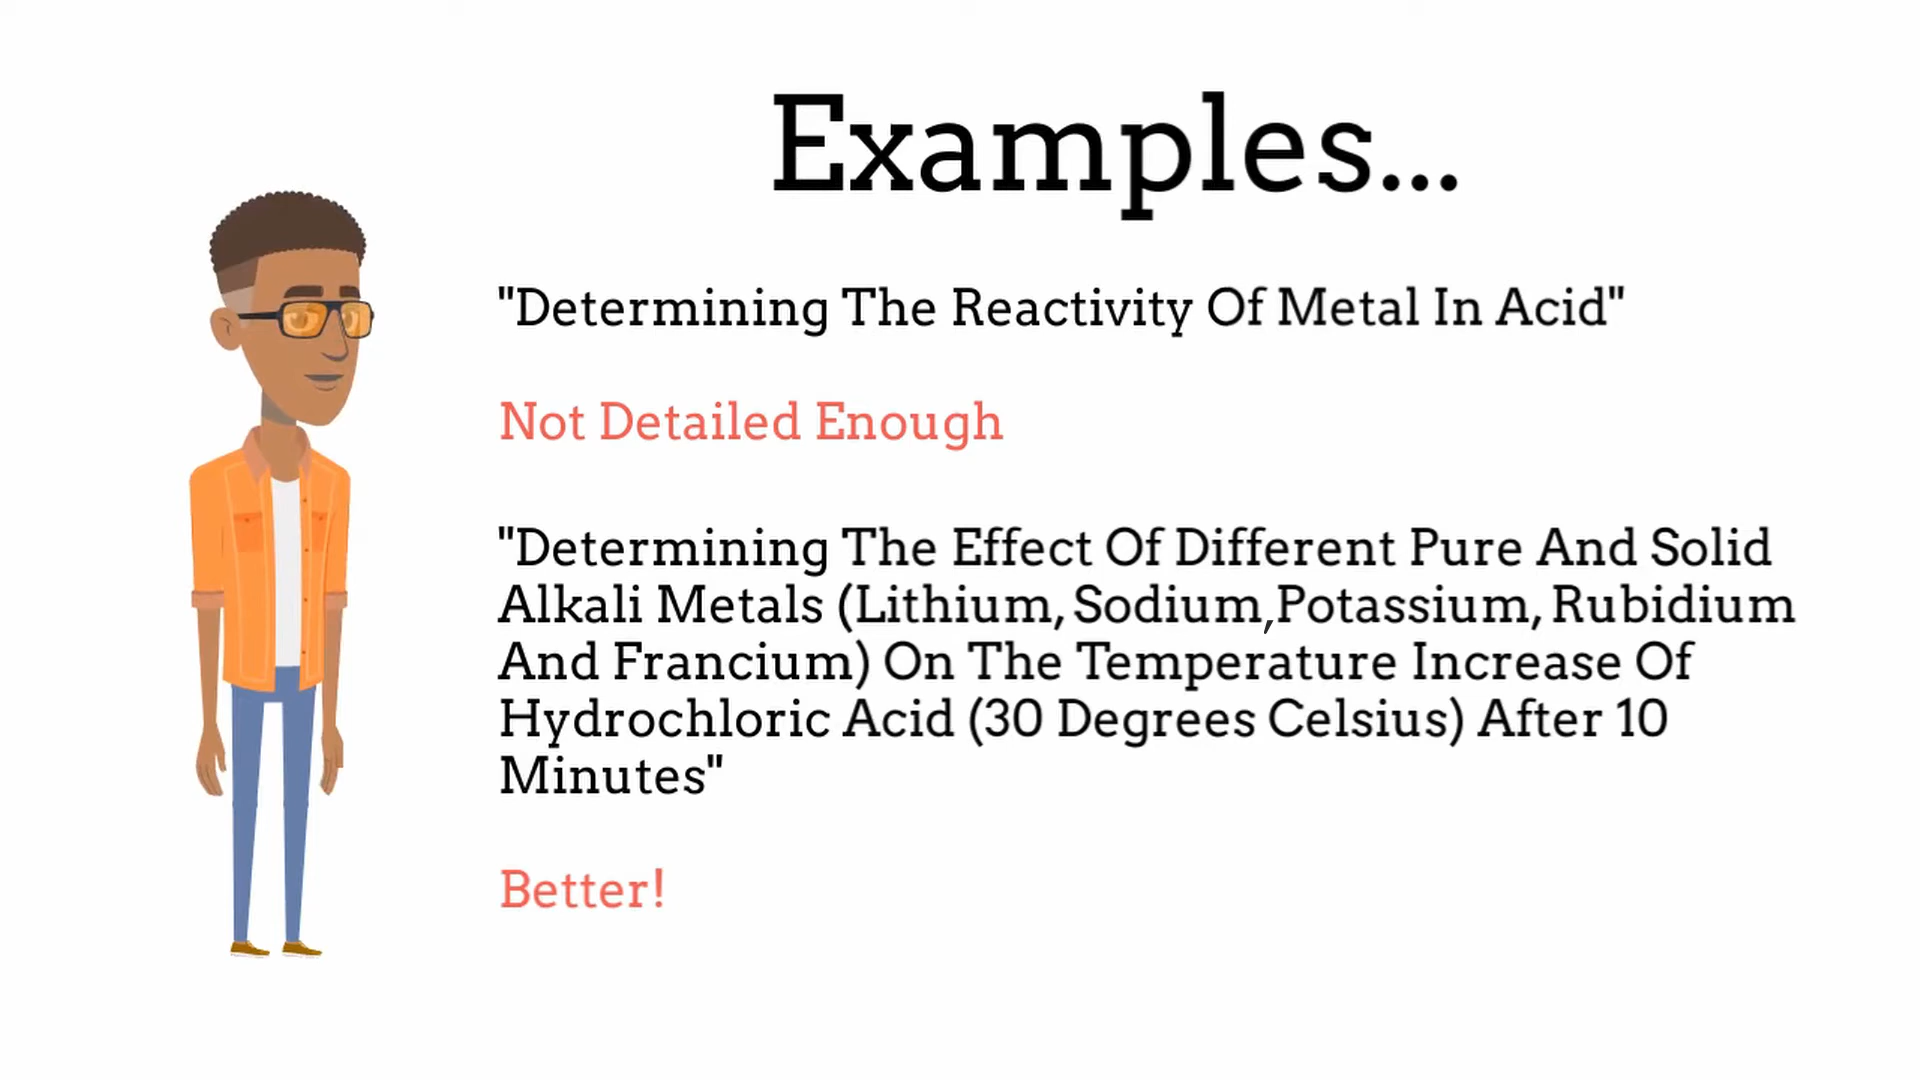 Examples...
"Determining The Reactivity Of Metal In Acid"
Not Detailed Enough
"Determining The Effect Of Different Pure And Solid
Alkali Metals (Lithium, Sodium,Potassium, Rubidium
And Francium) On The Temperature Increase Of
Hydrochloric Acid (30 Degrees Celsius) After 10
Minutes"
Better!